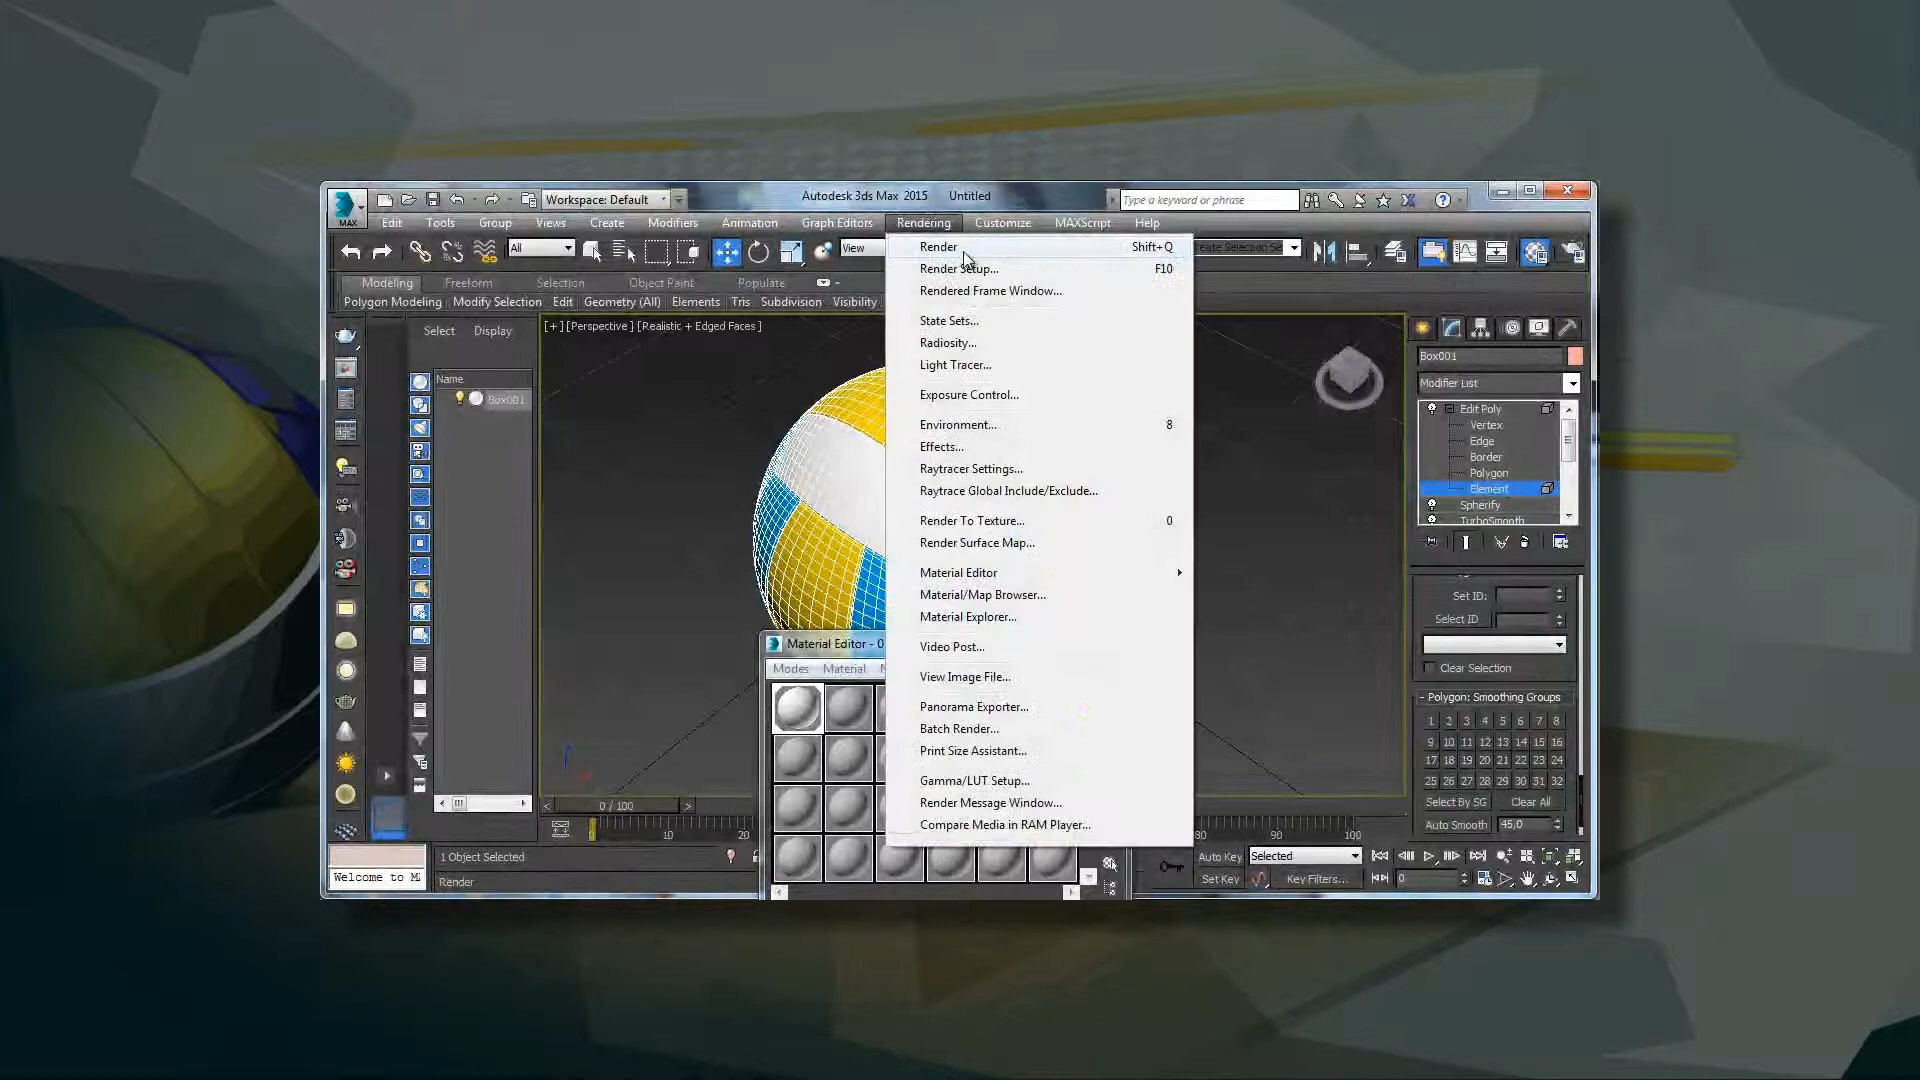 Workspace: Default
Autodesk 3ds Max 2015 Untitled
Type a keyword or phrase
MAX
Edit Tools Group Views Create Modifiers Animation Graph Editors Rendering Customize MAXScript Help
All
View
Modeling Freeform Selection Object Paint Populate
Polygon Modeling Modify Selection Edit Geometry (All) Elements Tris Subdivision Visibility
Select Display
[+][Perspective][Realistic + Edged Faces]
Name
Box001
Render Shift+Q
Render Setup... F10
Rendered Frame Window...
State Sets...
Radiosity...
Light Tracer...
Exposure Control...
Environment... 8
Effects...
Raytracer Settings...
Raytrace Global Include/Exclude...
Render To Texture... 0
Render Surface Map...
Material Editor
Material/Map Browser...
Material Explorer...
Video Post...
View Image File...
Panorama Exporter...
Batch Render...
Print Size Assistant...
Gamma/LUT Setup...
Render Message Window...
Compare Media in RAM Player...
Material Editor - 0
Modes Material
Box001
Modifier List
Edit Poly
Vertex
Edge
Border
Polygon
Element
Spherify
TurboSmooth
Set ID:
Select ID
Clear Selection
- Polygon: Smoothing Groups
1 2 3 4 5 6 7 8
9 10 11 12 13 14 15 16
17 18 19 20 21 22 23 24
25 26 27 28 29 30 31 32
Select By SG Clear All
Auto Smooth 45,0
0 / 100
10 20 80 90 100
1 Object Selected
Auto Key Selected
Welcome to
Render
Set Key Key Filters... 0